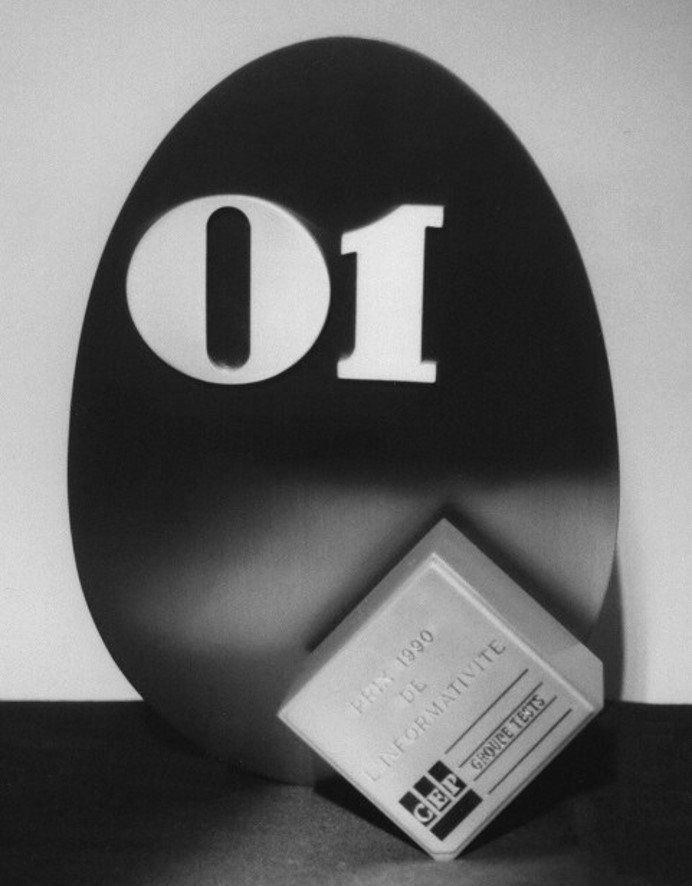 01
PRIX 1990
DE
L'INFORMATIVITE
GROUPE TESTS
CEP